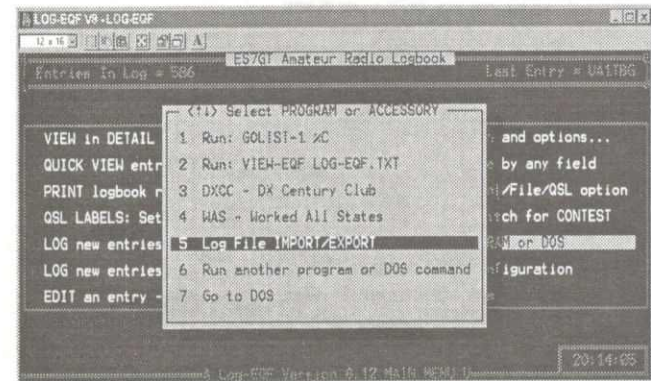 LOG-EQF V9 - LOG-EQF
12 x 16
A
ES7GT Amateur Radio Logbook
Entries In Log = 586
Last Entry = UA1TBG
<↑↓> Select PROGRAM or ACCESSORY
VIEW in DETAIL
1 Run: GOLIST-1 %C
and options...
QUICK VIEW entr
2 Run: VIEW-EQF LOG-EQF.TXT
by any field
PRINT logbook r
3 DXCC - DX Century Club
/File/QSL option
QSL LABELS: Set
4 WAS - Worked All States
ch for CONTEST
LOG new entries
5 Log File IMPORT/EXPORT
or DOS
LOG new entries
6 Run another program or DOS command
figuration
EDIT an entry -
7 Go to DOS
20:14:05
A Log-EQF Version 8.12 MAIN MENU